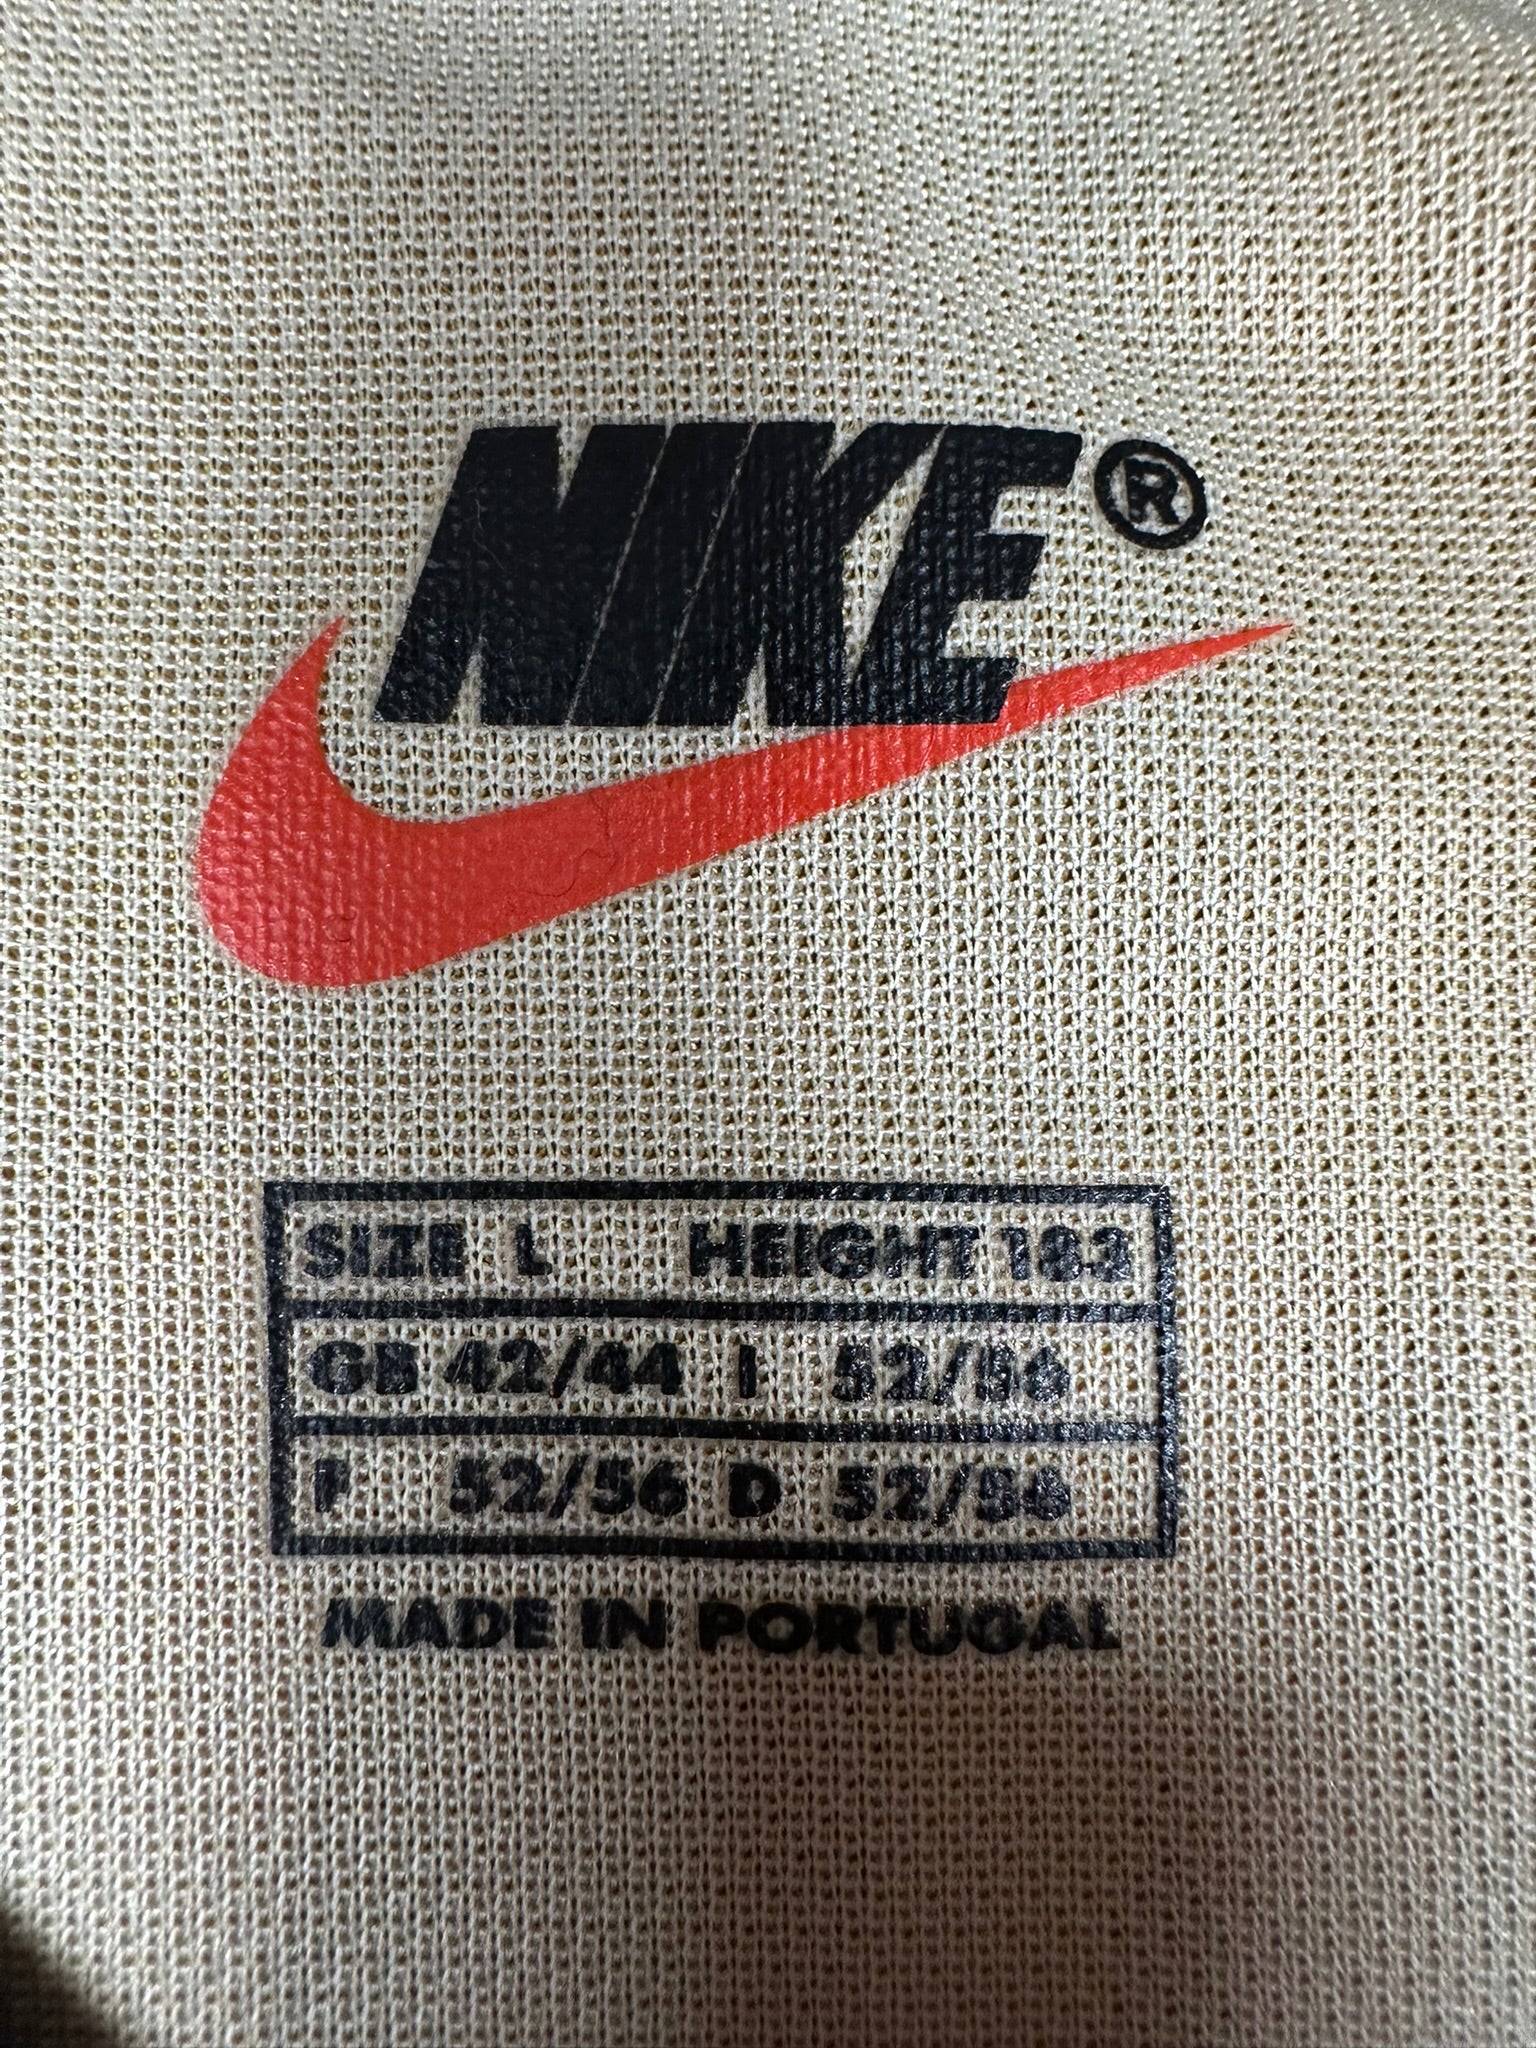 NIKE®
SIZE L HEIGHT 183
GB 42/44 I 52/56
F 52/56 D 52/56
MADE IN PORTUGAL